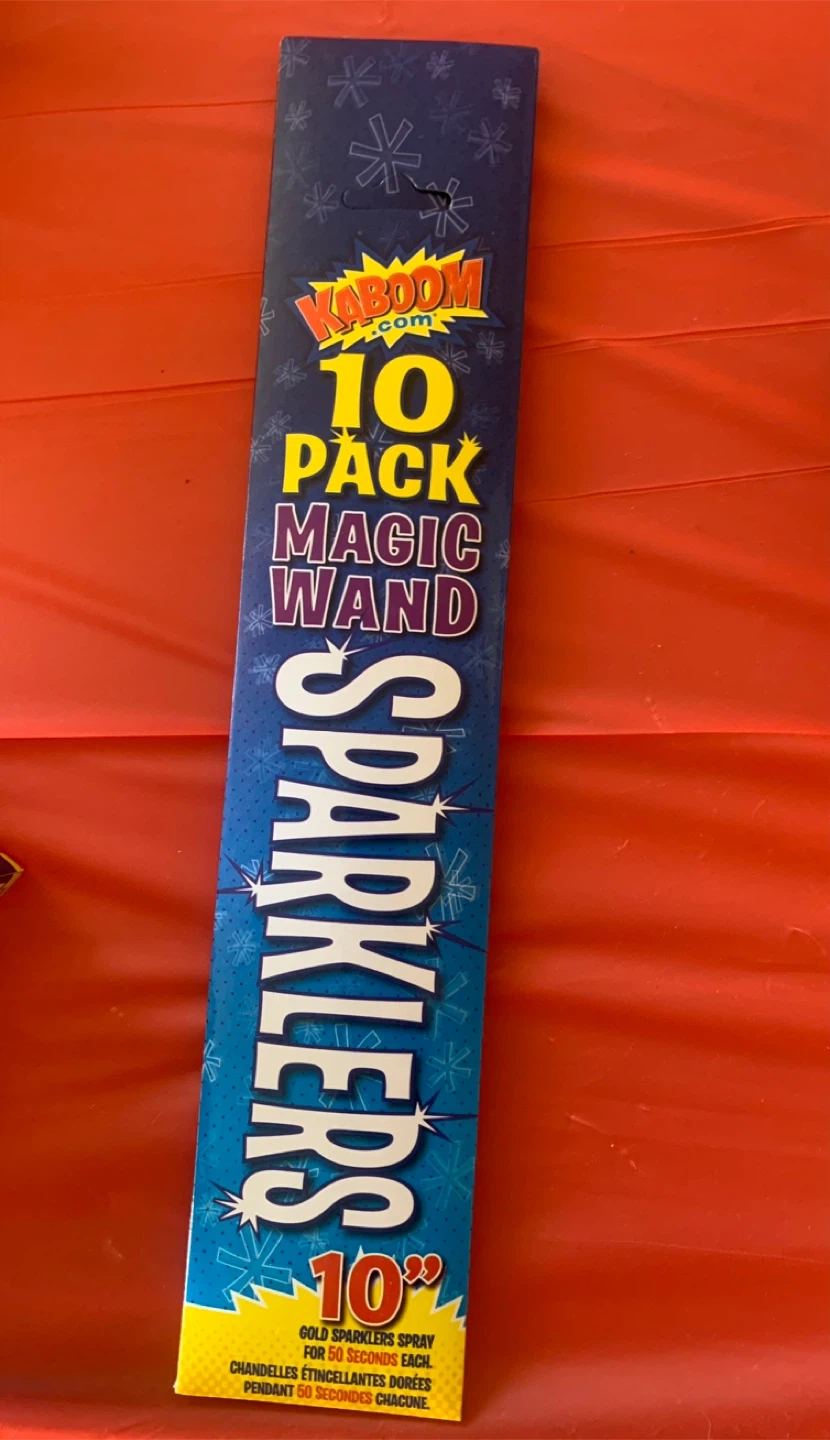 KABOOM
.com
10
PACK
MAGIC
WAND
SPARKLERS
10"
GOLD SPARKLERS SPRAY
FOR 50 SECONDS EACH.
CHANDELLES ÉTINCELLANTES DORÉES
PENDANT 50 SECONDES CHACUNE.